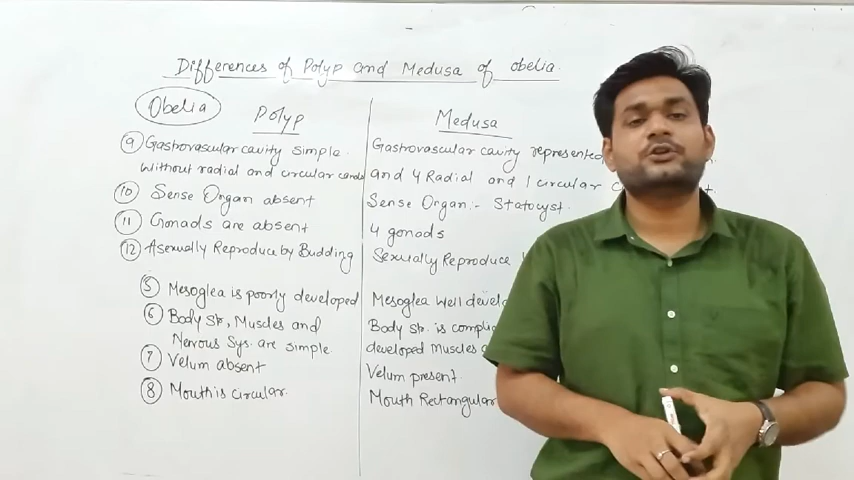 Differences of Polyp and Medusa of Obelia.
Obelia
Polyp
Medusa
9 Gastrovascular cavity simple.
without radial and circular canals
10 Sense Organ absent
11 Gonads are absent
12 Asexually Reproduce by Budding
5 Mesoglea is poorly developed
6 Body Str, Muscles and
Nervous Sys. are simple.
7 Velum absent
8 Mouth is circular.
Gastrovascular cavity represented
and 4 Radial and 1 circular
Sense Organ:- Statocyst.
4 gonads
Sexually Reproduce
Mesoglea well develo
Body str. is compli
developed Muscles
Velum present.
Mouth Rectangular